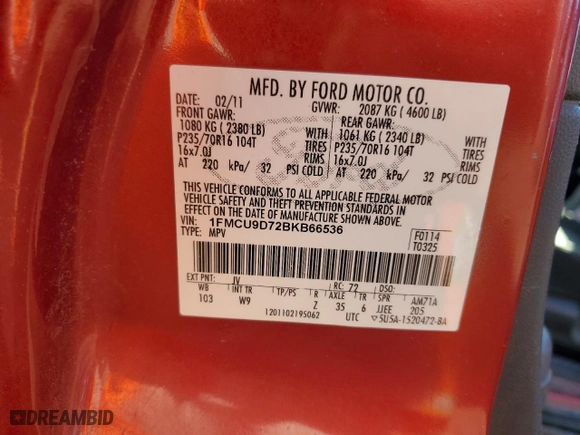 MFD. BY FORD MOTOR CO.
DATE: 02/11 GVWR: 2087 KG ( 4600 LB)
FRONT GAWR: REAR GAWR:
1080 KG ( 2380 LB) WITH 1061 KG ( 2340 LB) WITH
P235/70R16 104T TIRES P235/70R16 104T TIRES
16x7.0J RIMS 16x7.0J RIMS
AT 220 kPa/ 32 PSI COLD AT 220 kPa/ 32 PSI COLD
THIS VEHICLE CONFORMS TO ALL APPLICABLE FEDERAL MOTOR
VEHICLE SAFETY AND THEFT PREVENTION STANDARDS IN
EFFECT ON THE DATE OF MANUFACTURE SHOWN ABOVE.
VIN: 1FMCU9D72BKB66536 F0114
TYPE: MPV T0325
EXT PNT: JV RC: 72
WB INT TR TP/PS R AXLE TR SPR AM71A
103 W9 Z 35 6 JJEE 205
1201102195062 UTC 5U5A-1520472-BA
DREAMBID